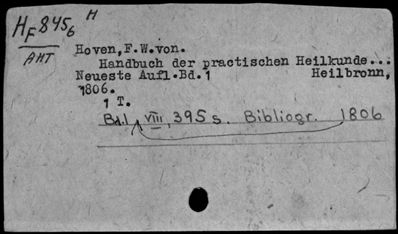 HF 8456 H
AHT
Hoven,F.W.von.
Handbuch der practischen Heilkunde...
Neueste Aufl.Bd.1 Heilbronn,
1806.
1 T.
Bd.1 VIII, 395 s. Bibliogr. 1806